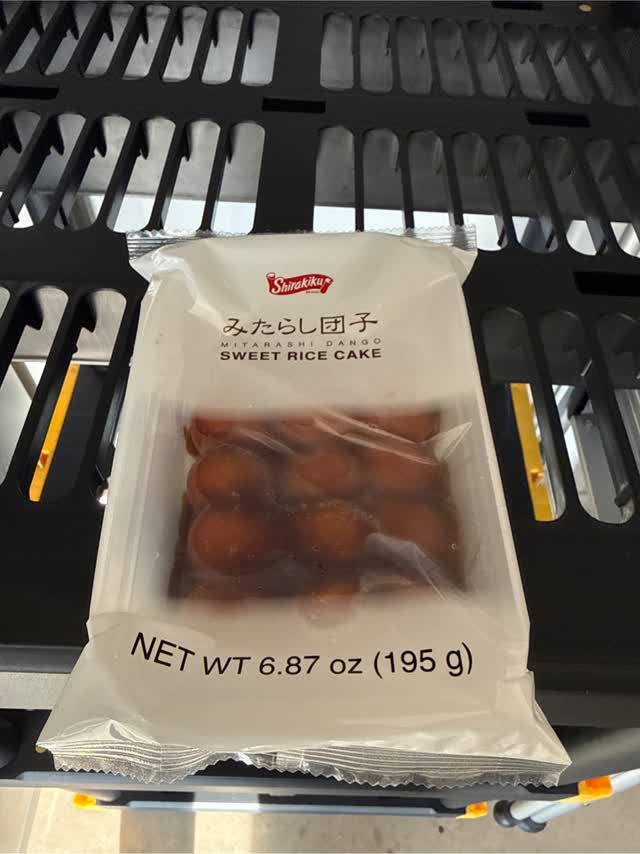 Shirakiku
みたらし団子
MITARASHI DANGO
SWEET RICE CAKE
NET WT 6.87 oz (195 g)